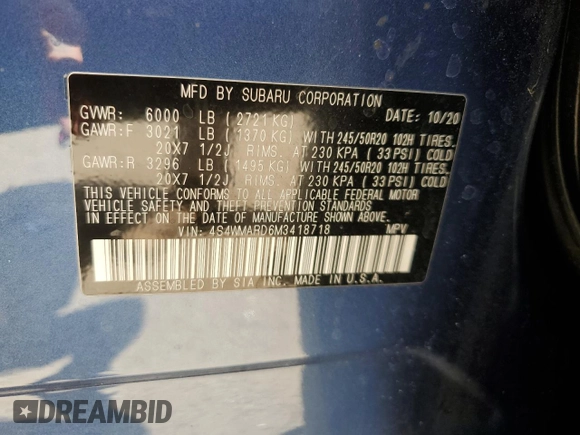 MFD BY SUBARU CORPORATION
GVWR: 6000 LB ( 2721 KG) DATE: 10/20
GAWR:F 3021 LB ( 1370 KG) WITH 245/50R20 102H TIRES.
20X7 1/2J, RIMS. AT 230 KPA ( 33 PSI) COLD
GAWR:R 3296 LB ( 1495 KG) WITH 245/50R20 102H TIRES.
20X7 1/2J, RIMS. AT 230 KPA ( 33 PSI) COLD
THIS VEHICLE CONFORMS TO ALL APPLICABLE FEDERAL MOTOR
VEHICLE SAFETY AND THEFT PREVENTION STANDARDS
IN EFFECT ON THE DATE OF MANUFACTURE SHOWN ABOVE.
VIN: 4S4WMARD6M3418718 MPV
ASSEMBLED BY SIA INC. MADE IN U.S.A.
DREAMBID